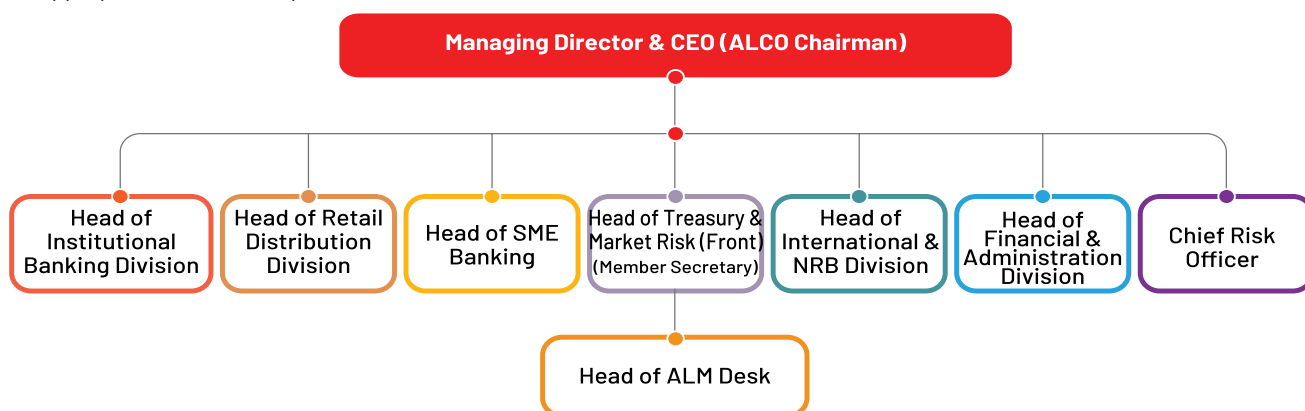 Managing Director & CEO (ALCO Chairman)
Head of
Institutional
Banking Division
Head of Retail
Distribution
Division
Head of SME
Banking
Head of Treasury &
Market Risk (Front)
(Member Secretary)
Head of
International &
NRB Division
Head of
Financial &
Administration
Division
Chief Risk
Officer
Head of ALM Desk